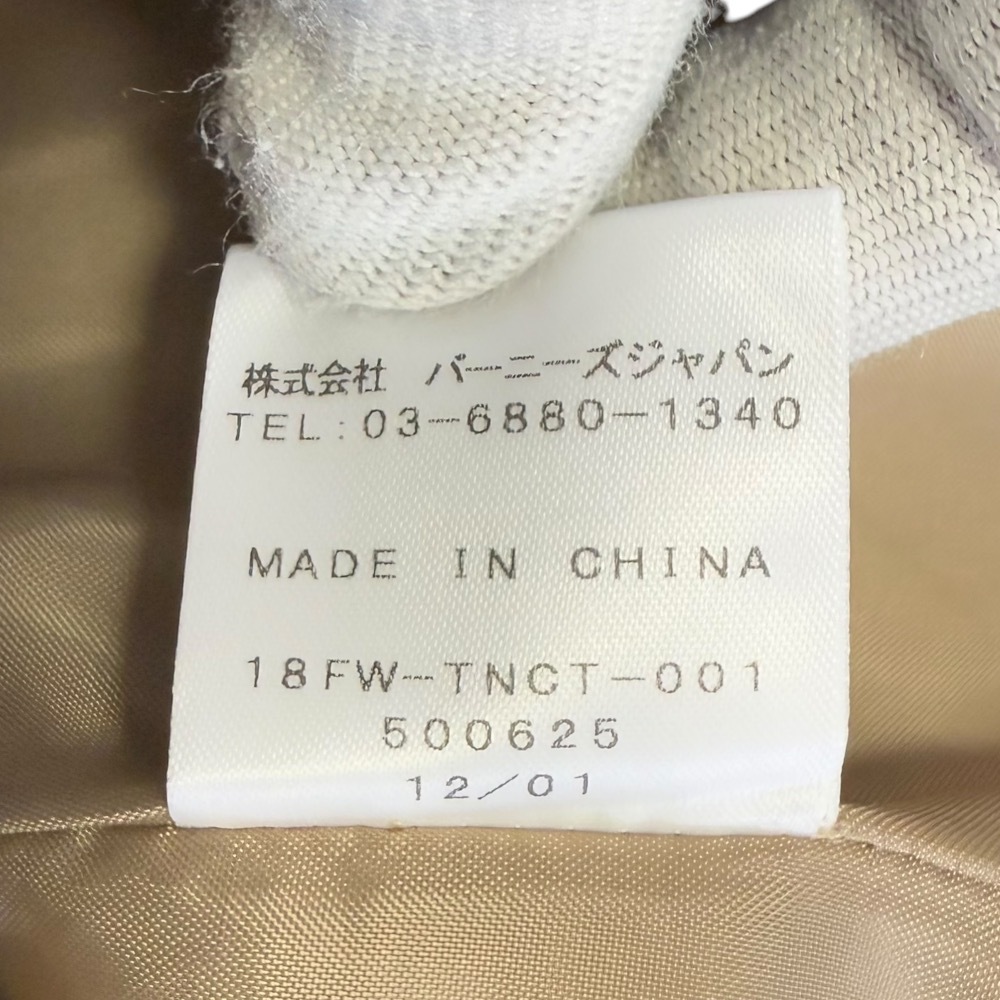 株式会社 バーニーズジャパン
TEL:03-6880-1340
MADE IN CHINA
18FW-TNCT-001
500625
12/01